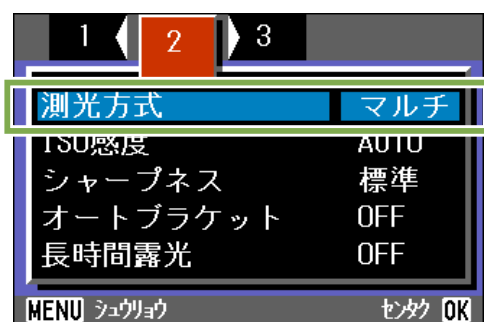 1 2 3
測光方式 マルチ
ISO感度 AUTO
シャープネス 標準
オートブラケット OFF
長時間露光 OFF
MENU シュウリョウ センタク OK